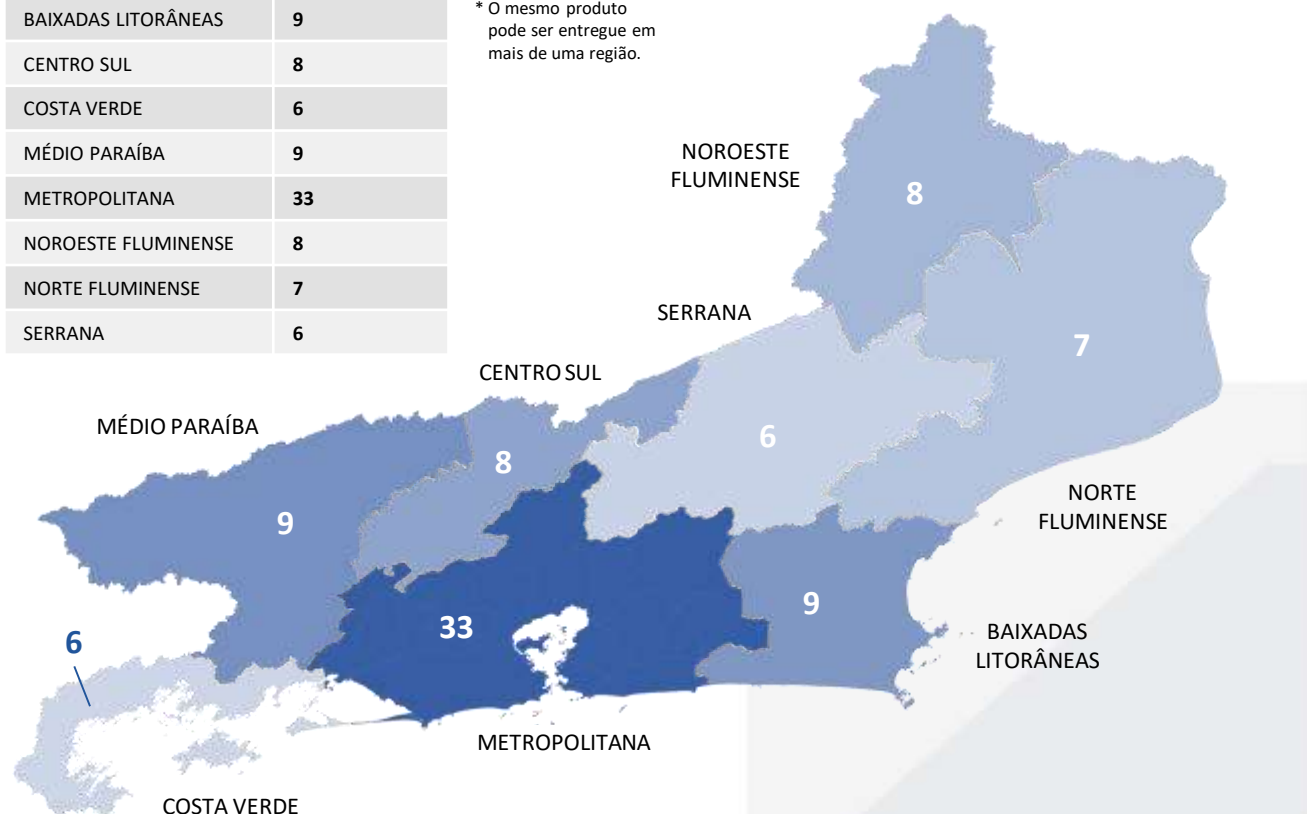 BAIXADAS LITORÂNEAS 9
CENTRO SUL 8
COSTA VERDE 6
MÉDIO PARAÍBA 9
METROPOLITANA 33
NOROESTE FLUMINENSE 8
NORTE FLUMINENSE 7
SERRANA 6
* O mesmo produto
pode ser entregue em
mais de uma região.
NOROESTE
FLUMINENSE
8
SERRANA
7
CENTRO SUL
MÉDIO PARAÍBA
6
8
NORTE
FLUMINENSE
9
9
33
BAIXADAS
LITORÂNEAS
6
METROPOLITANA
COSTA VERDE